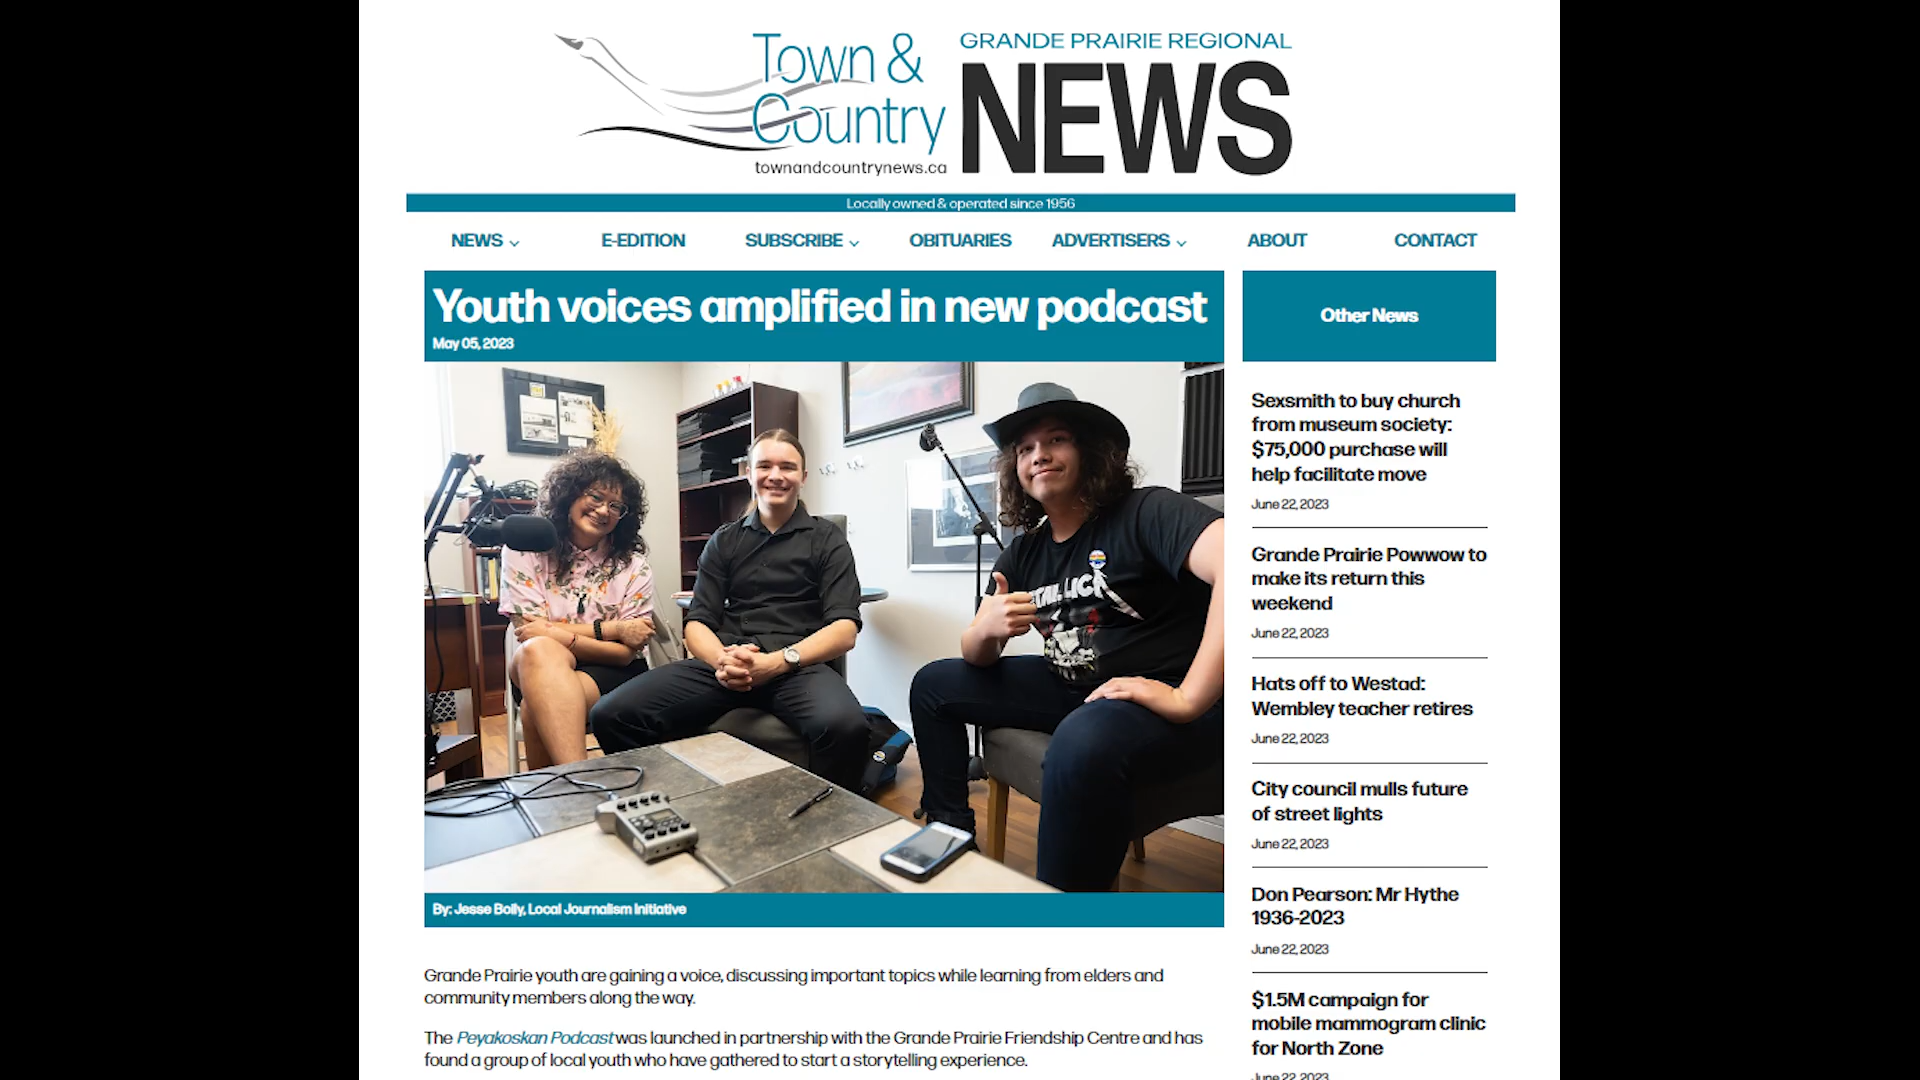 Town &
Country
townandcountrynews.ca
GRANDE PRAIRIE REGIONAL
NEWS
Locally owned & operated since 1956
NEWS
E-EDITION
SUBSCRIBE
OBITUARIES
ADVERTISERS
ABOUT
CONTACT
Youth voices amplified in new podcast
May 05, 2023
By: Jesse Boily, Local Journalism Initiative
Grande Prairie youth are gaining a voice, discussing important topics while learning from elders and
community members along the way.
The Peyakoskan Podcast was launched in partnership with the Grande Prairie Friendship Centre and has
found a group of local youth who have gathered to start a storytelling experience.
Other News
Sexsmith to buy church
from museum society:
$75,000 purchase will
help facilitate move
June 22, 2023
Grande Prairie Powwow to
make its return this
weekend
June 22, 2023
Hats off to Westad:
Wembley teacher retires
June 22, 2023
City council mulls future
of street lights
June 22, 2023
Don Pearson: Mr Hythe
1936-2023
June 22, 2023
$1.5M campaign for
mobile mammogram clinic
for North Zone
June 22, 2023